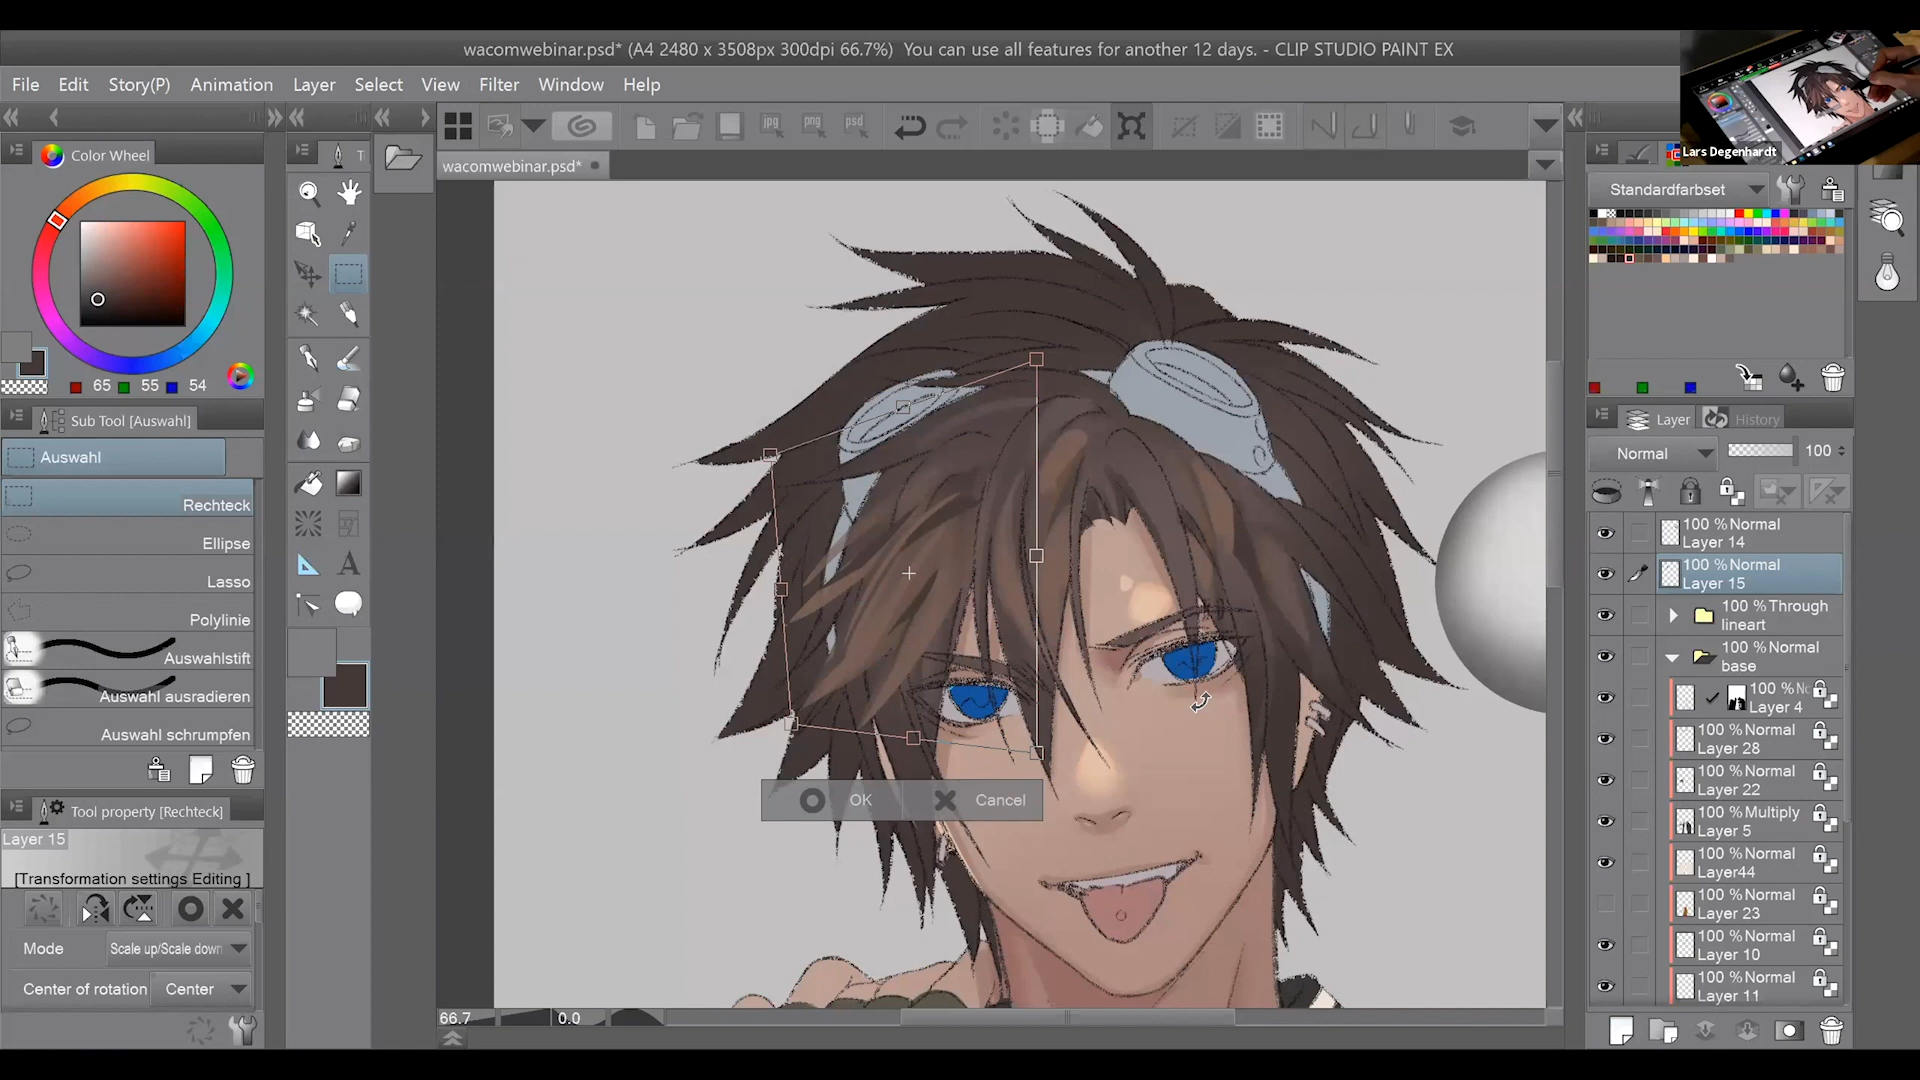 wacomwebinar.psd* (A4 2480 x 3508px 300dpi 66.7%)  You can use all features for another 12 days. - CLIP STUDIO PAINT EX
File Edit Story(P) Animation Layer Select View Filter Window Help
jpg png psd
Lars Degenhardt
Color Wheel
T
wacomwebinar.psd*
65 55 54
Sub Tool [Auswahl]
Auswahl
Rechteck
Ellipse
Lasso
Polylinie
Auswahlstift
Auswahl ausradieren
Auswahl schrumpfen
A
Tool property [Rechteck]
Layer 15
[Transformation settings Editing ]
Mode Scale up/Scale down
Center of rotation Center
OK Cancel
66.7 0.0
Standardfarbset
Layer History
Normal 100
100 %Normal
Layer 14
100 %Normal
Layer 15
100 %Through
lineart
100 %Normal
base
100 %
Layer 4
100 %Normal
Layer 28
100 %Normal
Layer 22
100 %Multiply
Layer 5
100 %Normal
Layer44
100 %Normal
Layer 23
100 %Normal
Layer 10
100 %Normal
Layer 11